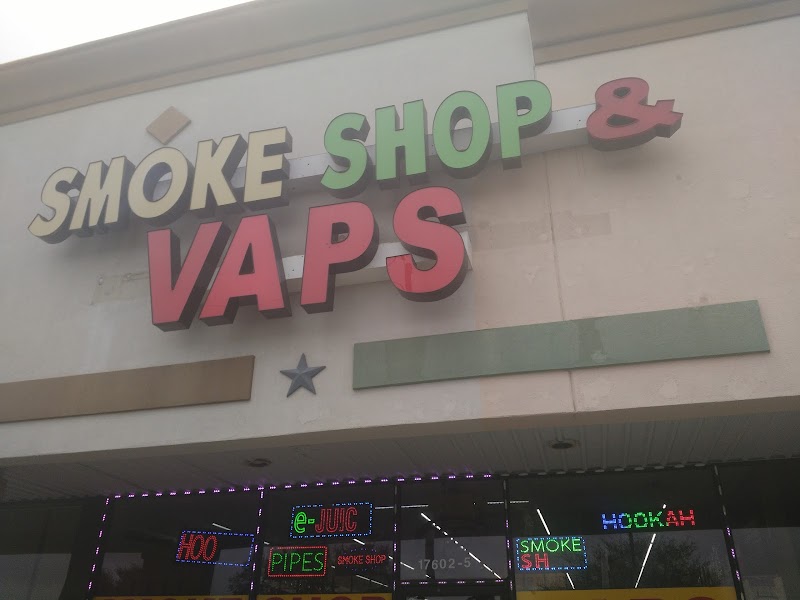 SMOKE SHOP &
VAPS
HOO
e-JUIC
PIPES
SMOKE SHOP
17602-5
SMOKE
SH
HOOKAH